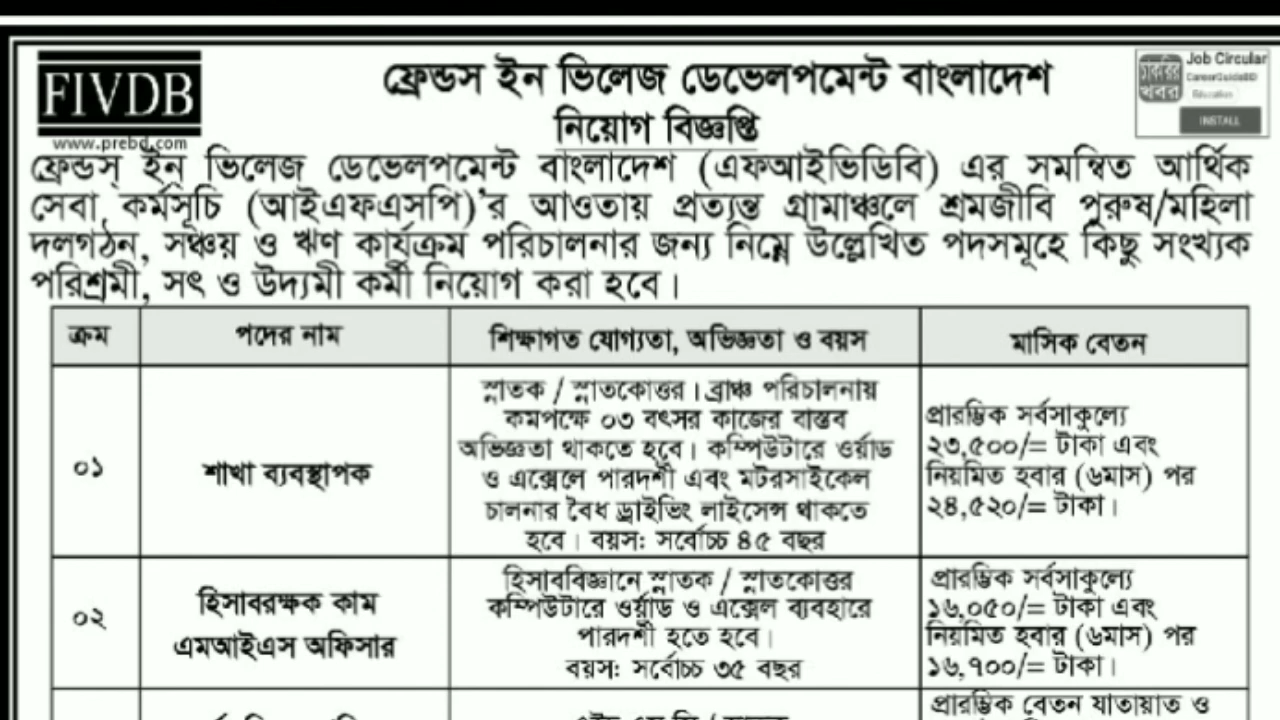 FIVDB
www.prebd.com
ফ্রেন্ডস ইন ভিলেজ ডেভেলপমেন্ট বাংলাদেশ
নিয়োগ বিজ্ঞপ্তি
চাকরির খবর
Job Circular
CareerGuideBD
Education
INSTALL
ফ্রেন্ডস্ ইন্ ভিলেজ ডেভেলপমেন্ট বাংলাদেশ (এফআইভিডিবি) এর সমন্বিত আর্থিক
সেবা কর্মসূচি (আইএফএসপি)'র আওতায় প্রত্যন্ত গ্রামাঞ্চলে শ্রমজীবি পুরুষ/মহিলা
দলগঠন, সঞ্চয় ও ঋণ কার্যক্রম পরিচালনার জন্য নিম্নে উল্লেখিত পদসমূহে কিছু সংখ্যক
পরিশ্রমী, সৎ ও উদ্যমী কর্মী নিয়োগ করা হবে।
ক্রম পদের নাম শিক্ষাগত যোগ্যতা, অভিজ্ঞতা ও বয়স মাসিক বেতন
০১
শাখা ব্যবস্থাপক
স্নাতক / স্নাতকোত্তর। ব্রাঞ্চ পরিচালনায়
কমপক্ষে ০৩ বৎসর কাজের বাস্তব
অভিজ্ঞতা থাকতে হবে। কম্পিউটারে ওর্য়াড
ও এক্সেলে পারদর্শী এবং মটরসাইকেল
চালনার বৈধ ড্রাইভিং লাইসেন্স থাকতে
হবে। বয়স: সর্বোচ্চ ৪৫ বছর
প্রারম্ভিক সর্বসাকুল্যে
২৩,৫০০/= টাকা এবং
নিয়মিত হবার (৬মাস) পর
২৪,৫২০/= টাকা।
০২
হিসাবরক্ষক কাম
এমআইএস অফিসার
হিসাববিজ্ঞানে স্নাতক / স্নাতকোত্তর
কম্পিউটারে ওর্য়াড ও এক্সেল ব্যবহারে
পারদর্শী হতে হবে।
বয়স: সর্বোচ্চ ৩৫ বছর
প্রারম্ভিক সর্বসাকুল্যে
১৬,০৫০/= টাকা এবং
নিয়মিত হবার (৬মাস) পর
১৬,৭০০/= টাকা।
প্রারম্ভিক বেতন যাতায়াত ও